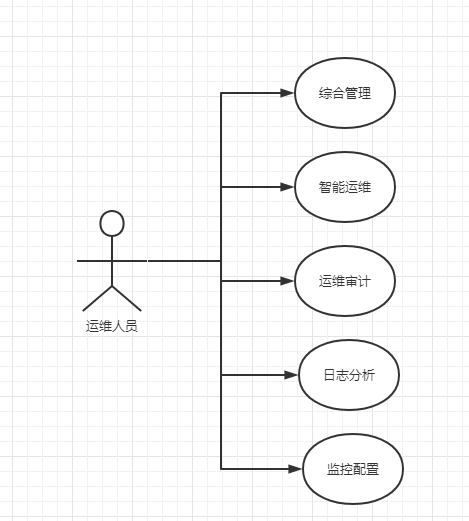 综合管理
智能运维
运维审计
运维人员
日志分析
监控配置